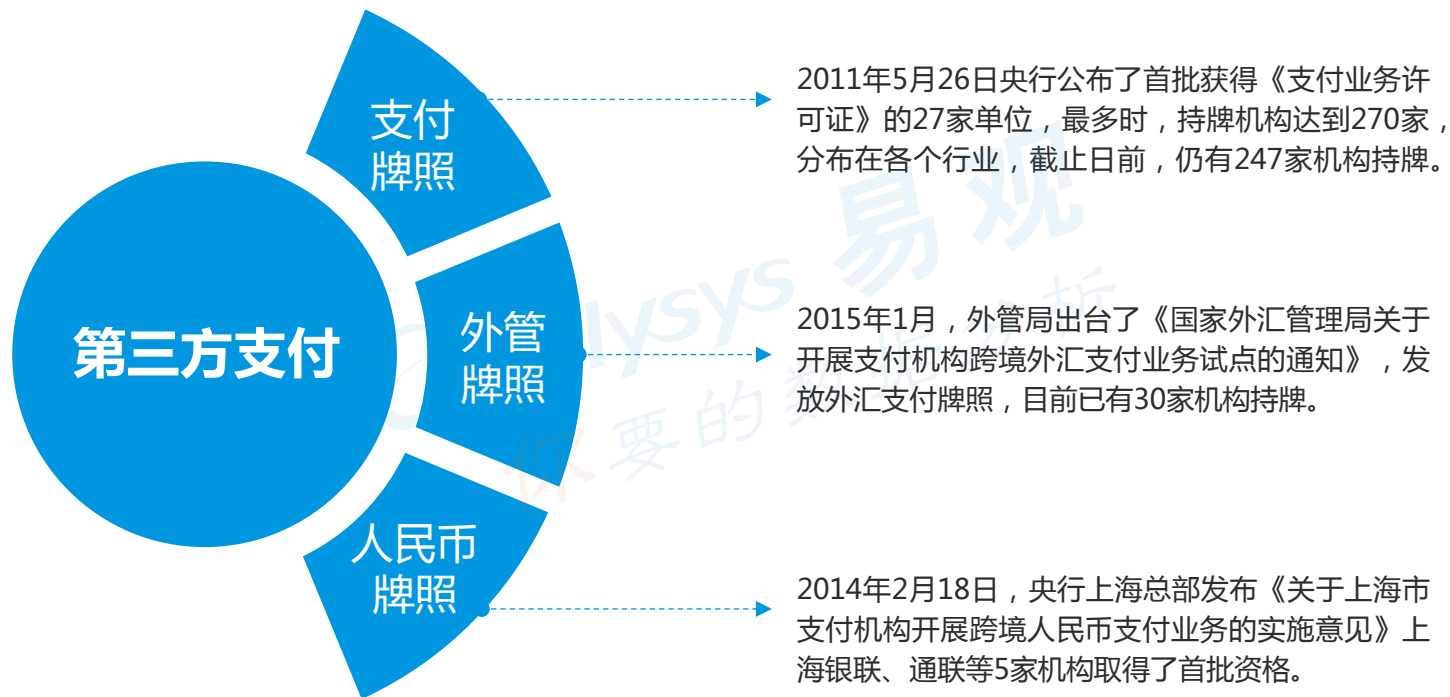 支付
牌照
2011年5月26日央行公布了首批获得《支付业务许
可证》的27家单位，最多时，持牌机构达到270家，
分布在各个行业，截止日前，仍有247家机构持牌。
第三方支付
外管
牌照
2015年1月，外管局出台了《国家外汇管理局关于
开展支付机构跨境外汇支付业务试点的通知》，发
放外汇支付牌照，目前已有30家机构持牌。
人民币
牌照
2014年2月18日，央行上海总部发布《关于上海市
支付机构开展跨境人民币支付业务的实施意见》上
海银联、通联等5家机构取得了首批资格。
alysys 易观
你要的数据分析